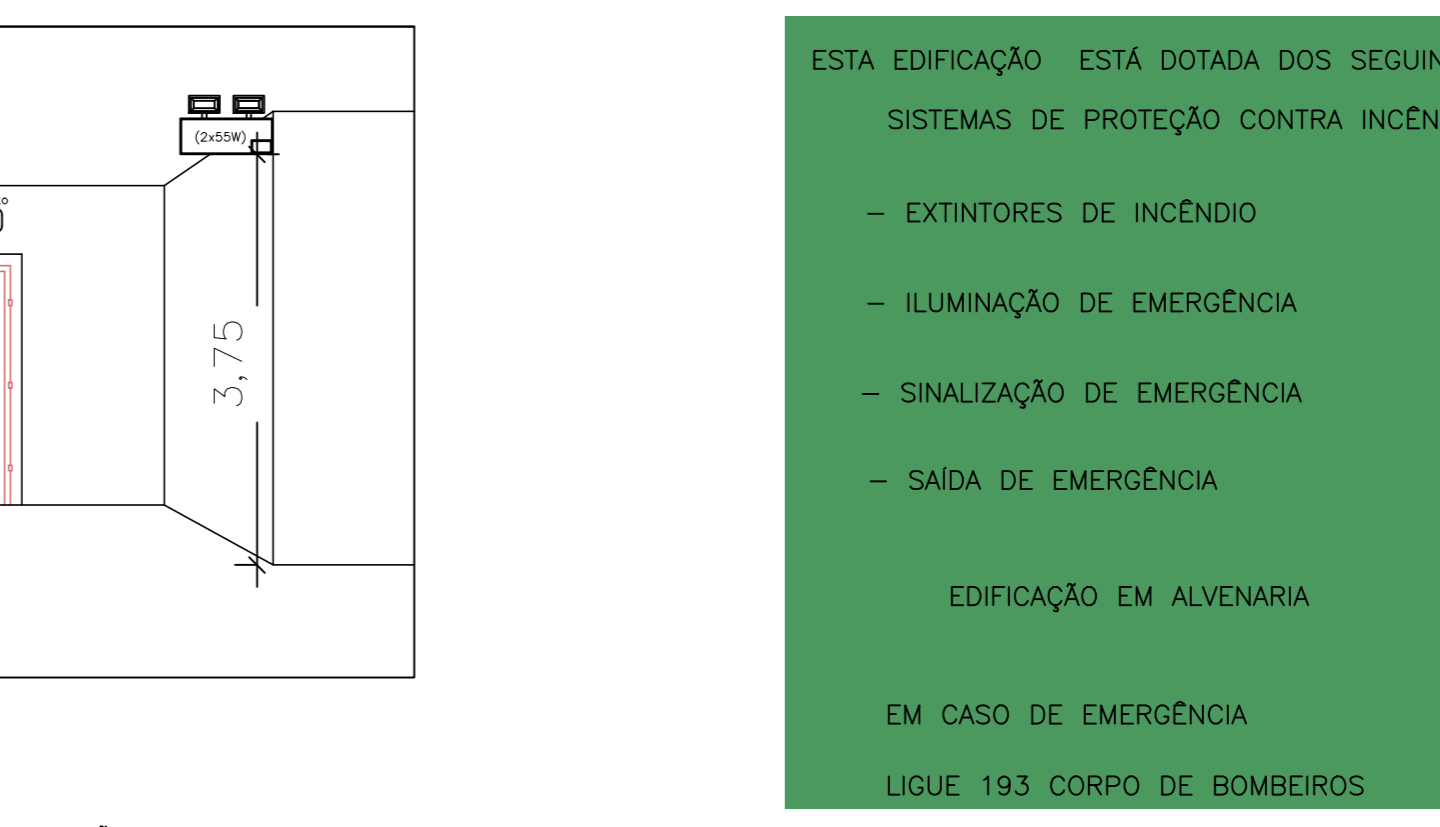 (2x55W)
3,75
ESTA EDIFICAÇÃO ESTÁ DOTADA DOS
SISTEMAS DE PROTEÇÃO CONTRA
– EXTINTORES DE INCÊNDIO
– ILUMINAÇÃO DE EMERGÊNCIA
– SINALIZAÇÃO DE EMERGÊNCIA
– SAÍDA DE EMERGÊNCIA
EDIFICAÇÃO EM ALVENARIA
EM CASO DE EMERGÊNCIA
LIGUE 193 CORPO DE BOMBEIROS